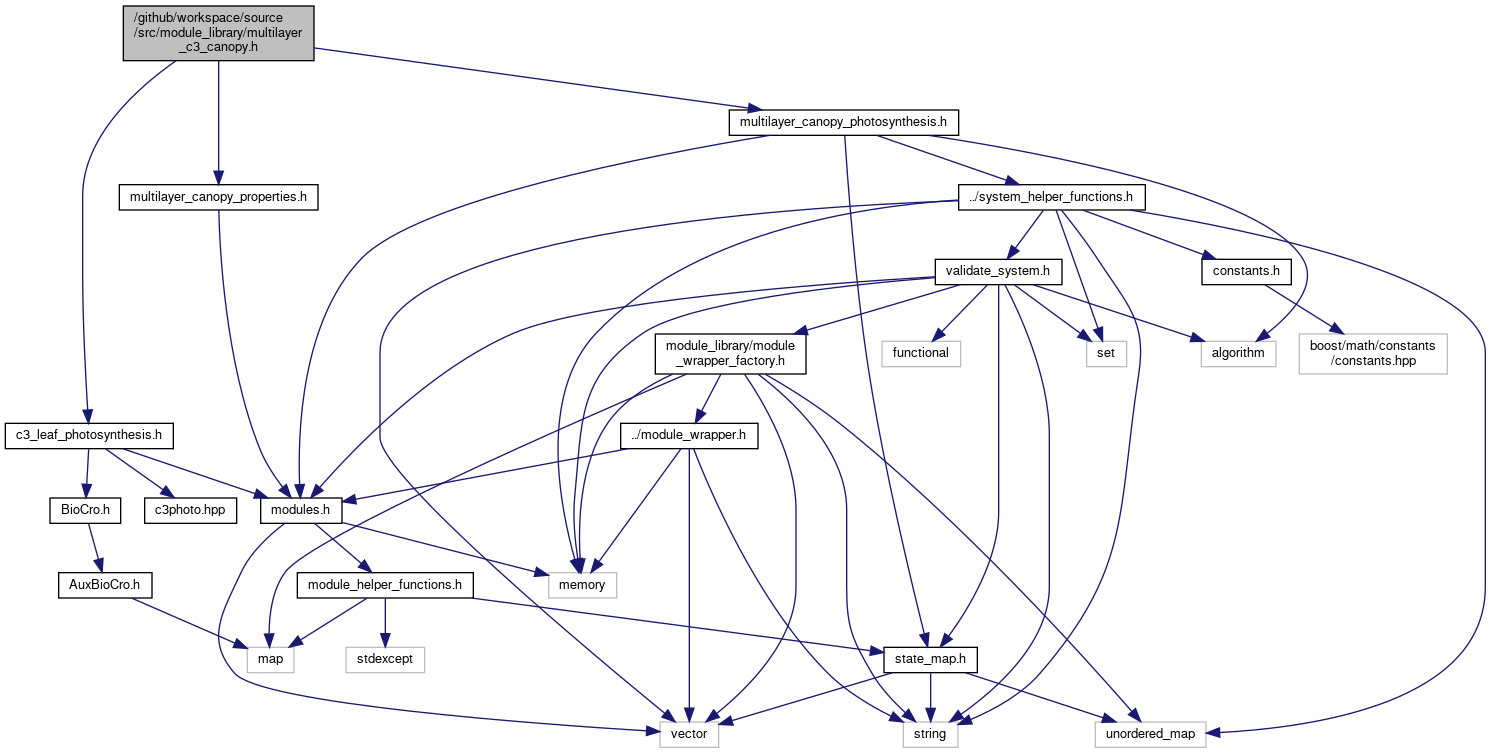 /github/workspace/source
/src/module_library/multilayer
_c3_canopy.h
multilayer_canopy_photosynthesis.h
multilayer_canopy_properties.h
../system_helper_functions.h
validate_system.h
constants.h
module_library/module
_wrapper_factory.h
functional
set
algorithm
boost/math/constants
/constants.hpp
c3_leaf_photosynthesis.h
../module_wrapper.h
BioCro.h
c3photo.hpp
modules.h
AuxBioCro.h
module_helper_functions.h
memory
map
stdexcept
state_map.h
vector
string
unordered_map